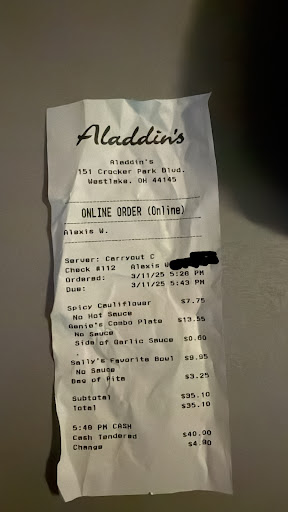 Aladdin's
Aladdin's
151 Crocker Park Blvd.
Westlake, OH 44145
ONLINE ORDER (Online)
Alexis W.
Server: Carryout C
Check #112 Alexis W
Ordered: 3/11/25 5:20 PM
Due: 3/11/25 5:43 PM
Spicy Cauliflower $7.75
No Hot Sauce
Genie's Combo Plate $13.55
No Sauce
Side of Garlic Sauce $0.60
.
Sally's Favorite Bowl $9.95
No Sauce
Bag of Pita $3.25
Subtotal $35.10
Total $35.10
5:40 PM CASH
Cash Tendered $40.00
Change $4.90